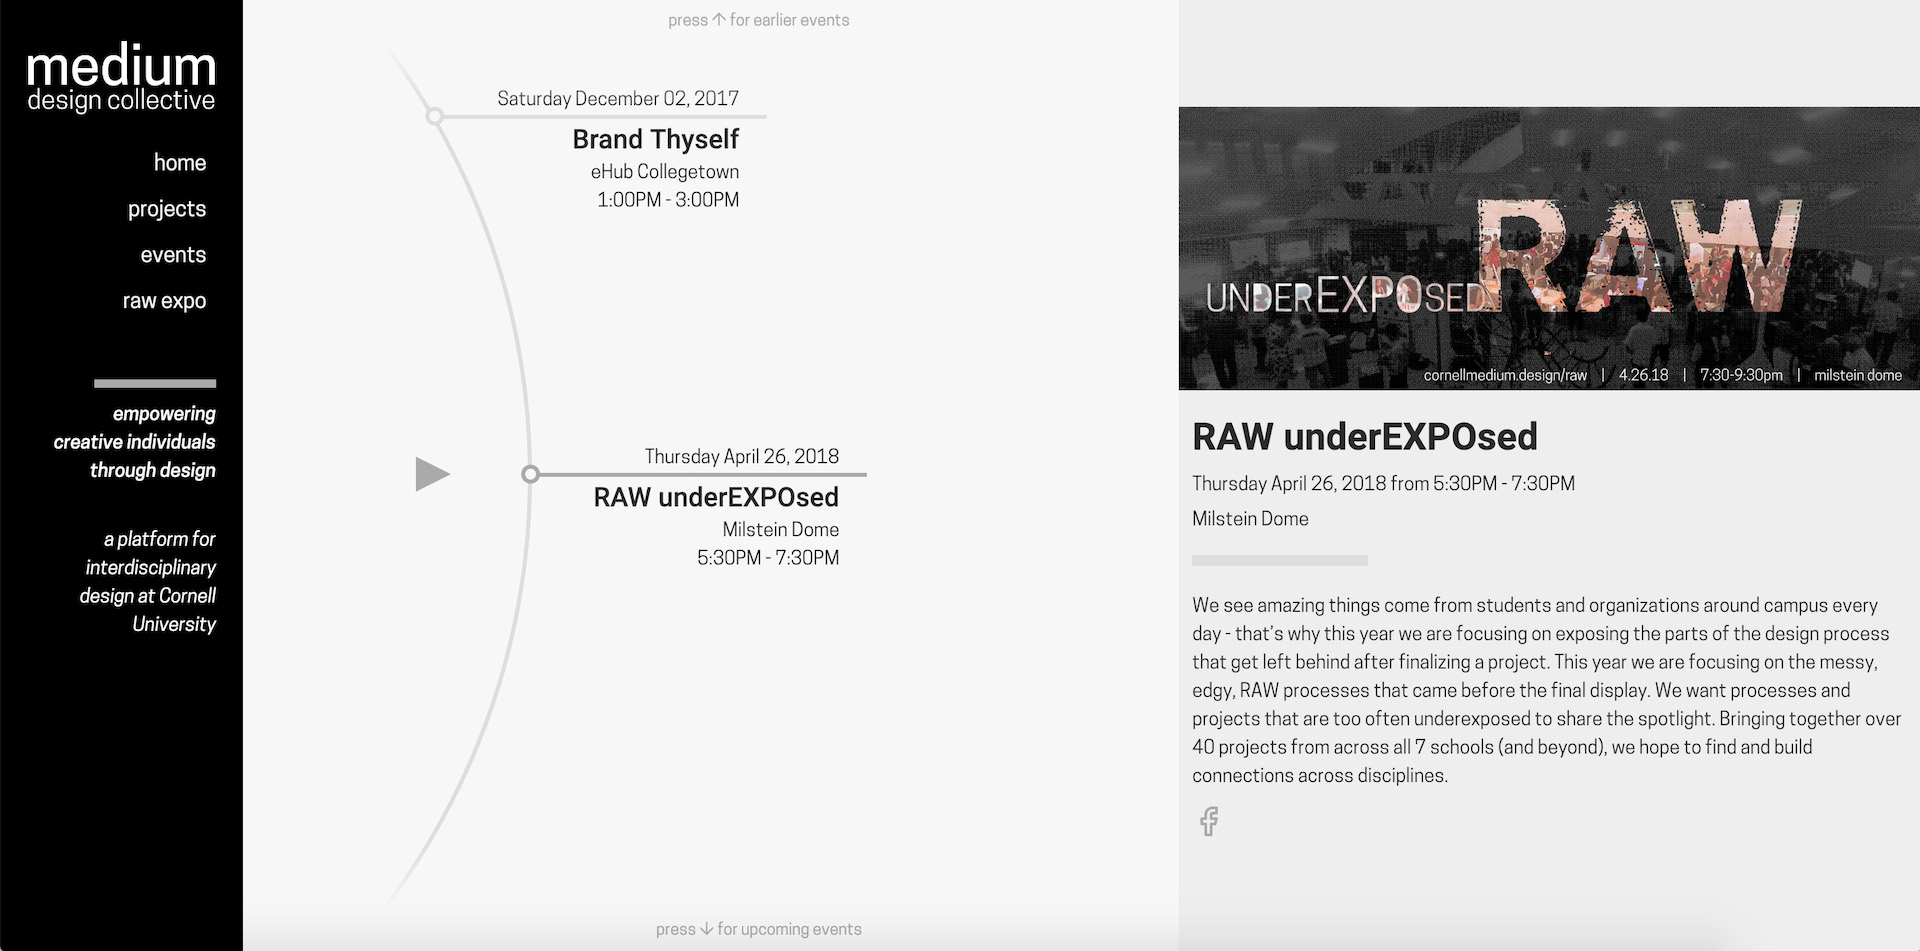 medium
design collective
home
projects
events
raw expo
empowering
creative individuals
through design
a platform for
interdisciplinary
design at Cornell
University
press ↑ for earlier events
Saturday December 02, 2017
Brand Thyself
eHub Collegetown
1:00PM - 3:00PM
Thursday April 26, 2018
RAW underEXPOsed
Milstein Dome
5:30PM - 7:30PM
press ↓ for upcoming events
UNDEREXPOSED RAW
cornellmedium.design/raw | 4.26.18 | 7:30-9:30pm | milstein dome
RAW underEXPOsed
Thursday April 26, 2018 from 5:30PM - 7:30PM
Milstein Dome
We see amazing things come from students and organizations around campus every
day - that's why this year we are focusing on exposing the parts of the design process
that get left behind after finalizing a project. This year we are focusing on the messy,
edgy, RAW processes that came before the final display. We want processes and
projects that are too often underexposed to share the spotlight. Bringing together over
40 projects from across all 7 schools (and beyond), we hope to find and build
connections across disciplines.